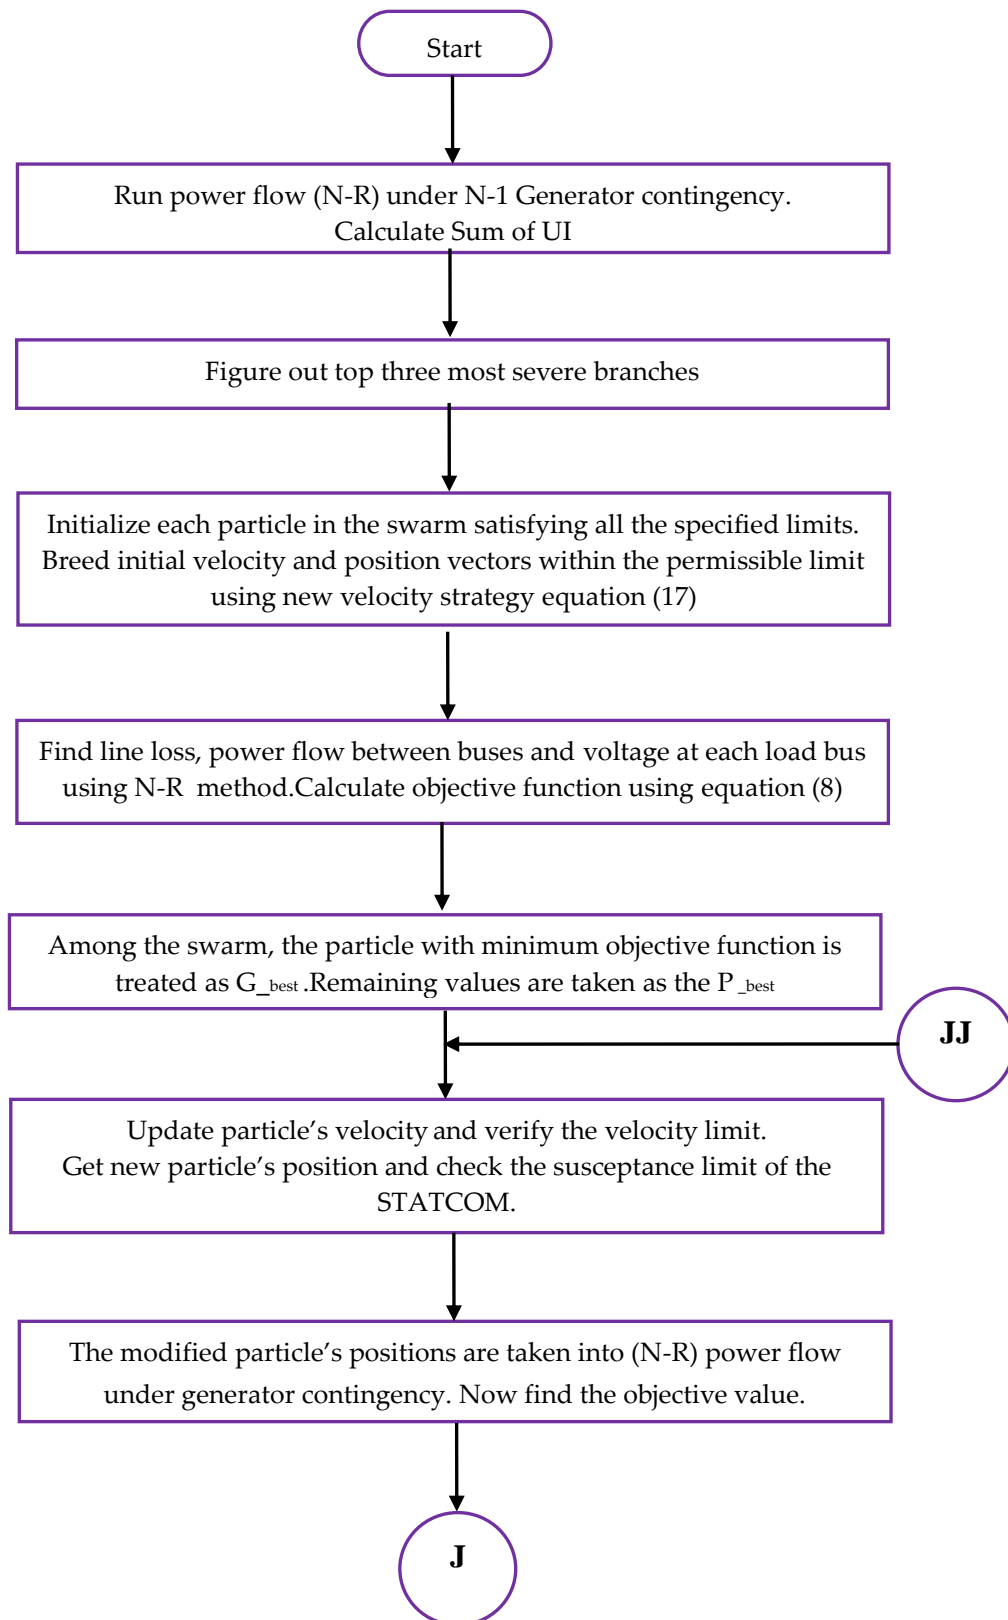 Start
Run power flow (N-R) under N-1 Generator contingency.
Calculate Sum of UI
Figure out top three most severe branches
Initialize each particle in the swarm satisfying all the specified limits.
Breed initial velocity and position vectors within the permissible limit
using new velocity strategy equation (17)
Find line loss, power flow between buses and voltage at each load bus
using N-R method.Calculate objective function using equation (8)
Among the swarm, the particle with minimum objective function is
treated as G_best .Remaining values are taken as the P_best
JJ
Update particle’s velocity and verify the velocity limit.
Get new particle’s position and check the susceptance limit of the
STATCOM.
The modified particle’s positions are taken into (N-R) power flow
under generator contingency. Now find the objective value.
J